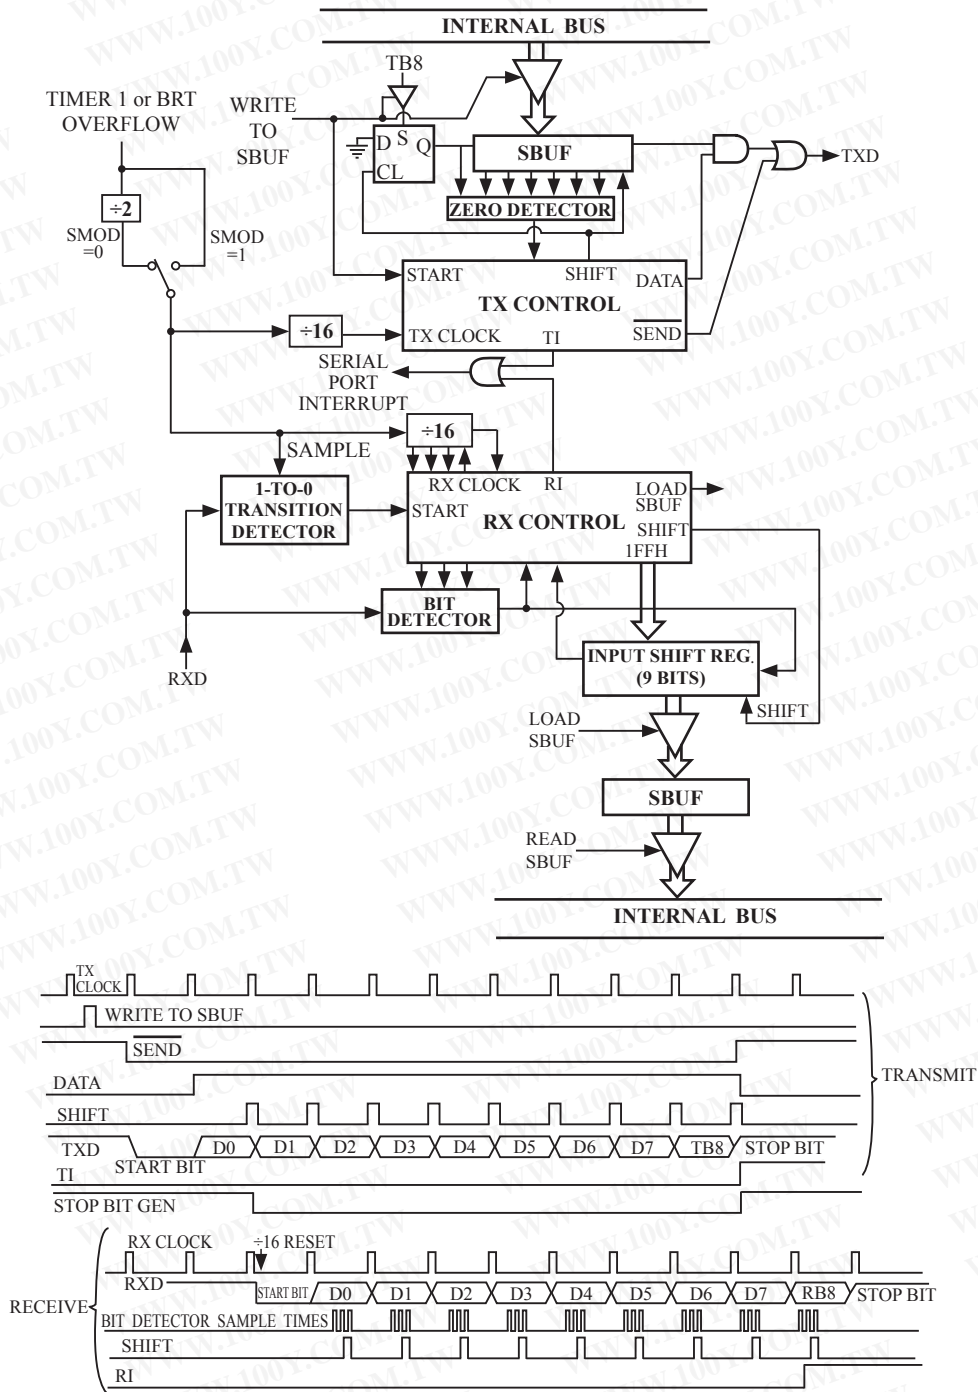 INTERNAL BUS
TB8
TIMER 1 or BRT
OVERFLOW
WRITE
TO
SBUF
D S Q
CL
SBUF
TXD
÷2
ZERO DETECTOR
SMOD
=0
SMOD
=1
START
SHIFT
DATA
TX CONTROL
÷16
TX CLOCK
TI
SEND
SERIAL
PORT
INTERRUPT
÷16
SAMPLE
RX CLOCK
RI
LOAD
SBUF
1-TO-0
TRANSITION
DETECTOR
START
RX CONTROL
SHIFT
1FFH
BIT
DETECTOR
RXD
INPUT SHIFT REG.
(9 BITS)
SHIFT
LOAD
SBUF
SBUF
READ
SBUF
INTERNAL BUS
TX
CLOCK
WRITE TO SBUF
SEND
DATA
TRANSMIT
SHIFT
TXD
START BIT
D0 D1 D2 D3 D4 D5 D6 D7 TB8 STOP BIT
TI
STOP BIT GEN
RX CLOCK
÷16 RESET
RXD
START BIT D0 D1 D2 D3 D4 D5 D6 D7 RB8 STOP BIT
RECEIVE
BIT DETECTOR SAMPLE TIMES
SHIFT
RI
WWW.100Y.COM.TW